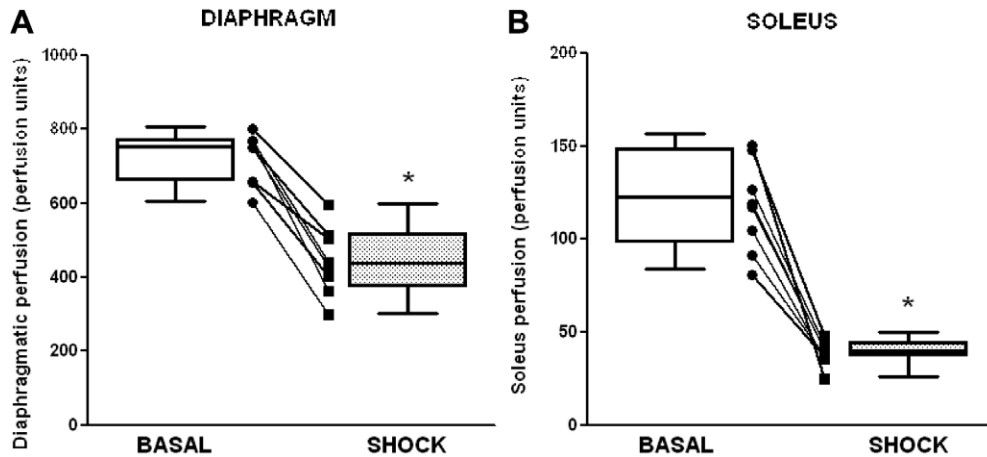 A
DIAPHRAGM
Diaphragmatic perfusion (perfusion units)
1000
800
600
400
200
0
*
BASAL
SHOCK
B
SOLEUS
Soleus perfusion (perfusion units)
200
150
100
50
0
*
BASAL
SHOCK